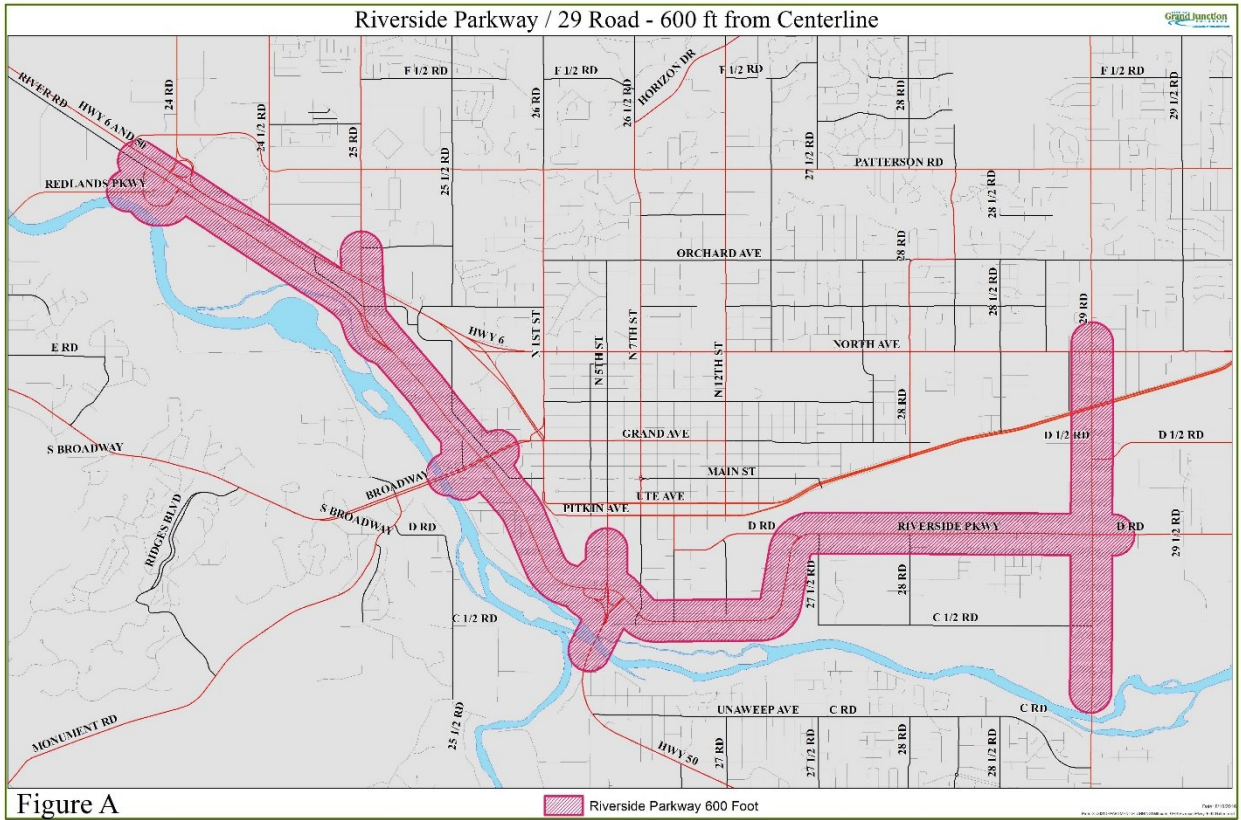 Riverside Parkway / 29 Road - 600 ft from Centerline
Grand Junction
F 1/2 RD
F 1/2 RD
F 1/2 RD
F 1/2 RD
RIVER RD
HWY 6 AND 50
24 RD
24 1/2 RD
25 RD
25 1/2 RD
26 RD
26 1/2 RD
HORIZON DR
27 1/2 RD
28 RD
29 1/2 RD
PATTERSON RD
REDLANDS PKWY
28 1/2 RD
ORCHARD AVE
28 RD
28 1/2 RD
29 RD
HWY 6
N 1ST ST
N 5TH ST
N 7TH ST
N 12TH ST
NORTH AVE
E RD
28 RD
GRAND AVE
D 1/2 RD
D 1/2 RD
S BROADWAY
MAIN ST
BROADWAY
UTE AVE
PITKIN AVE
S BROADWAY
D RD
D RD
RIVERSIDE PKWY
D RD
29 1/2 RD
RIDGES BLVD
27 1/2 RD
28 RD
C 1/2 RD
C 1/2 RD
MONUMENT RD
25 1/2 RD
UNAWEEP AVE
C RD
C RD
HWY 50
27 RD
27 1/2 RD
28 RD
28 1/2 RD
Figure A
Riverside Parkway 600 Foot